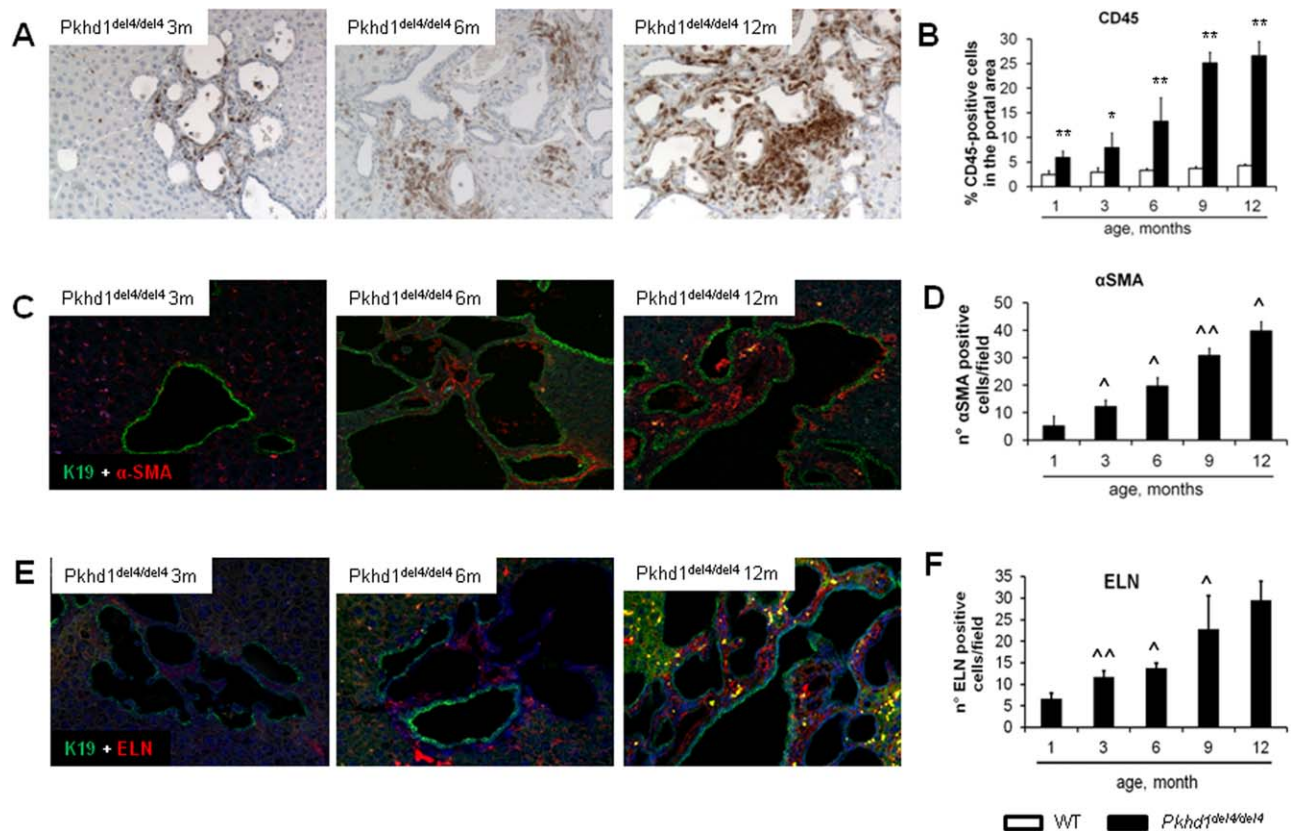 A
Pkhd1del4/del4 3m
Pkhd1del4/del4 6m
Pkhd1del4/del4 12m
B
CD45
% CD45-positive cells
in the portal area
30
25
20
15
10
5
0
**
*
**
**
**
1 3 6 9 12
age, months
C
Pkhd1del4/del4 3m
Pkhd1del4/del4 6m
Pkhd1del4/del4 12m
K19 + α-SMA
D
αSMA
n° αSMA positive
cells/field
50
40
30
20
10
0
^
^
^^
^
1 3 6 9 12
age, months
E
Pkhd1del4/del4 3m
Pkhd1del4/del4 6m
Pkhd1del4/del4 12m
K19 + ELN
F
ELN
n° ELN positive
cells/field
35
30
25
20
15
10
5
0
^^
^
^
1 3 6 9 12
age, month
WT
Pkhd1del4/del4